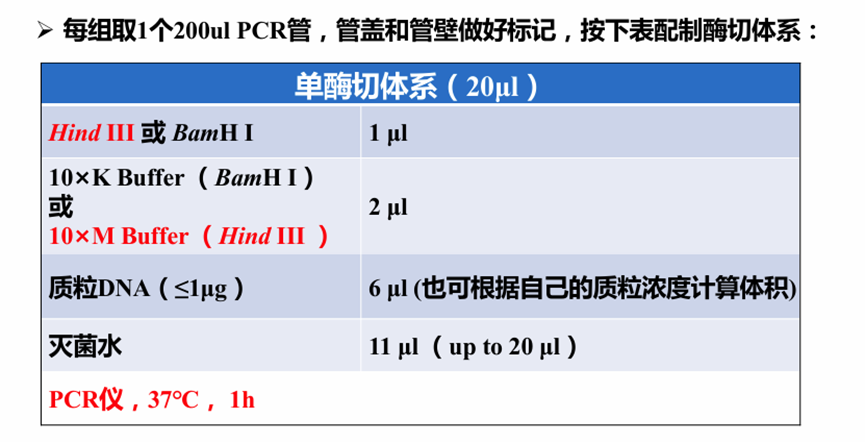 ➢ 每组取1个200ul PCR管，管盖和管壁做好标记，按下表配制酶切体系：
单酶切体系（20μl）
Hind III 或 BamH I
1 μl
10×K Buffer（BamH I）
或
10×M Buffer（Hind III ）
2 μl
质粒DNA（≤1μg）
6 μl (也可根据自己的质粒浓度计算体积)
灭菌水
11 μl（up to 20 μl）
PCR仪，37℃， 1h